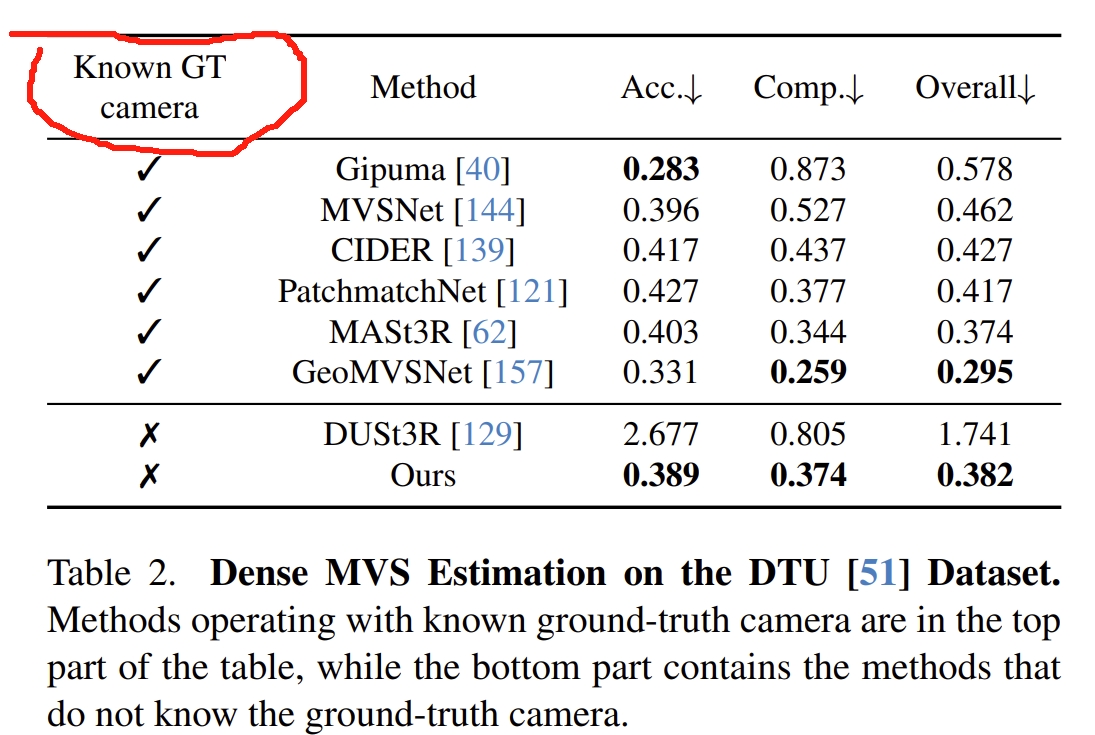 Known GT camera Method Acc.↓ Comp.↓ Overall↓
✓ Gipuma [40] 0.283 0.873 0.578
✓ MVSNet [144] 0.396 0.527 0.462
✓ CIDER [139] 0.417 0.437 0.427
✓ PatchmatchNet [121] 0.427 0.377 0.417
✓ MASt3R [62] 0.403 0.344 0.374
✓ GeoMVSNet [157] 0.331 0.259 0.295
✗ DUSt3R [129] 2.677 0.805 1.741
✗ Ours 0.389 0.374 0.382
Table 2. Dense MVS Estimation on the DTU [51] Dataset.
Methods operating with known ground-truth camera are in the top
part of the table, while the bottom part contains the methods that
do not know the ground-truth camera.